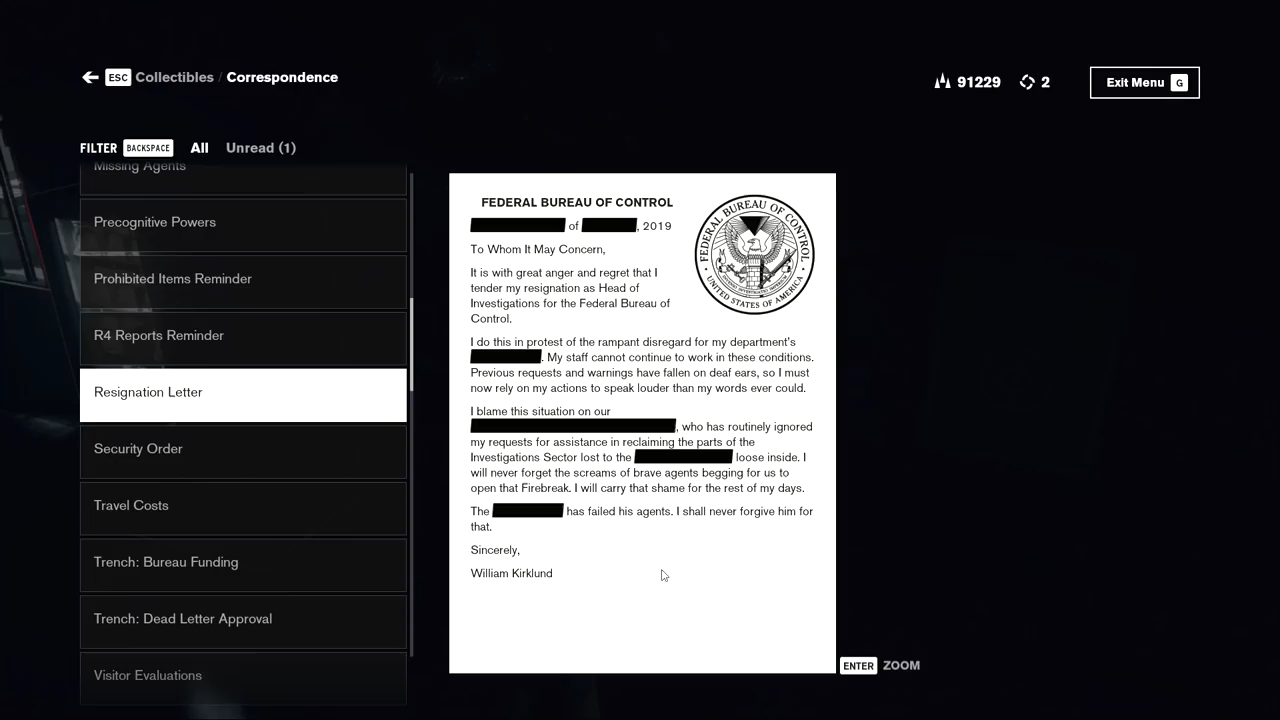 ESC Collectibles / Correspondence
91229
2
Exit Menu G
FILTER BACKSPACE All Unread (1)
Missing Agents
Precognitive Powers
Prohibited Items Reminder
R4 Reports Reminder
Resignation Letter
Security Order
Travel Costs
Trench: Bureau Funding
Trench: Dead Letter Approval
Visitor Evaluations
FEDERAL BUREAU OF CONTROL
of , 2019
To Whom It May Concern,
It is with great anger and regret that I
tender my resignation as Head of
Investigations for the Federal Bureau of
Control.
I do this in protest of the rampant disregard for my department's
. My staff cannot continue to work in these conditions.
Previous requests and warnings have fallen on deaf ears, so I must
now rely on my actions to speak louder than my words ever could.
I blame this situation on our
, who has routinely ignored
my requests for assistance in reclaiming the parts of the
Investigations Sector lost to the loose inside. I
will never forget the screams of brave agents begging for us to
open that Firebreak. I will carry that shame for the rest of my days.
The has failed his agents. I shall never forgive him for
that.
Sincerely,
William Kirklund
FEDERAL BUREAU OF CONTROL
UNITED STATES OF AMERICA
ENTER ZOOM